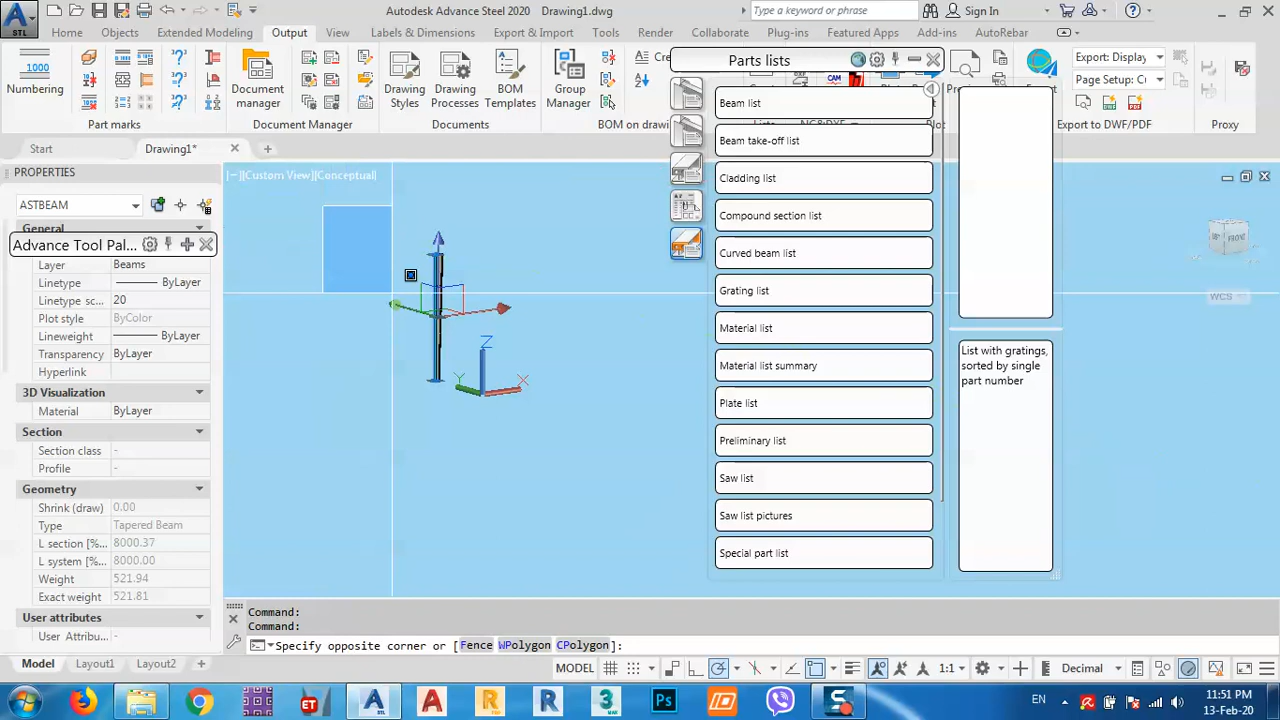 Autodesk Advance Steel 2020 Drawing1.dwg
Type a keyword or phrase
Sign In
STL
Home Objects Extended Modeling Output View Labels & Dimensions Export & Import Tools Render Collaborate Plug-ins Featured Apps Add-ins AutoRebar
1000
Numbering
Part marks
Document
manager
Document Manager
Drawing
Styles
Drawing
Processes
BOM
Templates
Documents
Group
Manager
BOM on drawin
Export: Display
Page Setup: C
Export to DWF/PDF
Proxy
Start
Drawing1*
PROPERTIES
ASTBEAM
General
Advance Tool Pal...
Layer Beams
Linetype ByLayer
Linetype sc... 20
Plot style ByColor
Lineweight ByLayer
Transparency ByLayer
Hyperlink
3D Visualization
Material ByLayer
Section
Section class -
Profile -
Geometry
Shrink (draw) 0.00
Type Tapered Beam
L section [%... 8000.37
L system [%... 8000.00
Weight 521.94
Exact weight 521.81
User attributes
User Attribu... -
[−][Custom View][Conceptual]
Z
Y
X
FRONT
WCS
Parts lists
Beam list
Beam take-off list
Cladding list
Compound section list
Curved beam list
Grating list
Material list
Material list summary
Plate list
Preliminary list
Saw list
Saw list pictures
Special part list
List with gratings,
sorted by single
part number
Command:
Command:
Specify opposite corner or [Fence WPolygon CPolygon]:
Model Layout1 Layout2
MODEL
1:1
Decimal
EN
11:51 PM
13-Feb-20